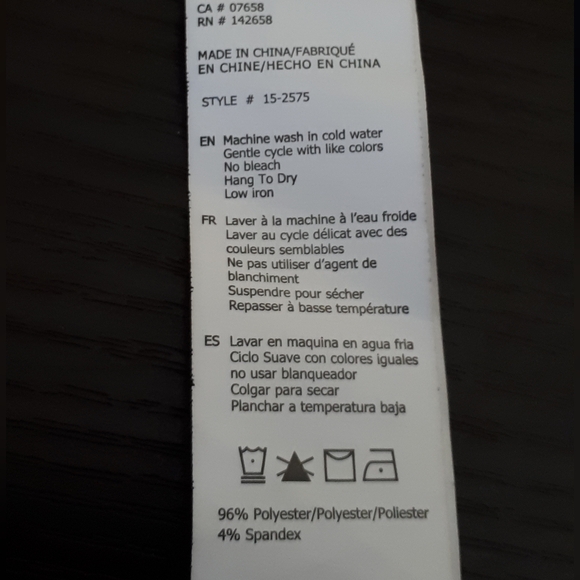 CA # 07658
RN # 142658
MADE IN CHINA/FABRIQUÉ
EN CHINE/HECHO EN CHINA
STYLE # 15-2575
EN Machine wash in cold water
Gentle cycle with like colors
No bleach
Hang To Dry
Low iron
FR Laver à la machine à l'eau froide
Laver au cycle délicat avec des
couleurs semblables
Ne pas utiliser d'agent de
blanchiment
Suspendre pour sécher
Repasser à basse température
ES Lavar en maquina en agua fria
Ciclo Suave con colores iguales
no usar blanqueador
Colgar para secar
Planchar a temperatura baja
96% Polyester/Polyester/Poliester
4% Spandex